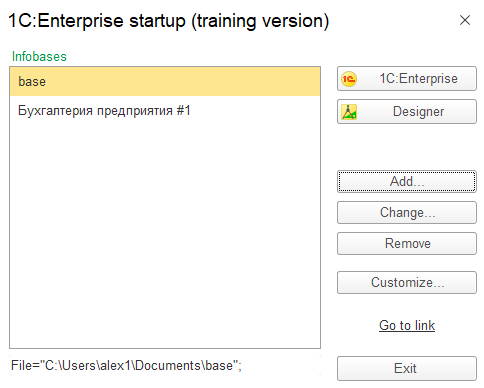 1C:Enterprise startup (training version)
Infobases
base
Бухгалтерия предприятия #1
1C:Enterprise
Designer
Add...
Change...
Remove
Customize...
Go to link
File="C:\Users\alex1\Documents\base";
Exit